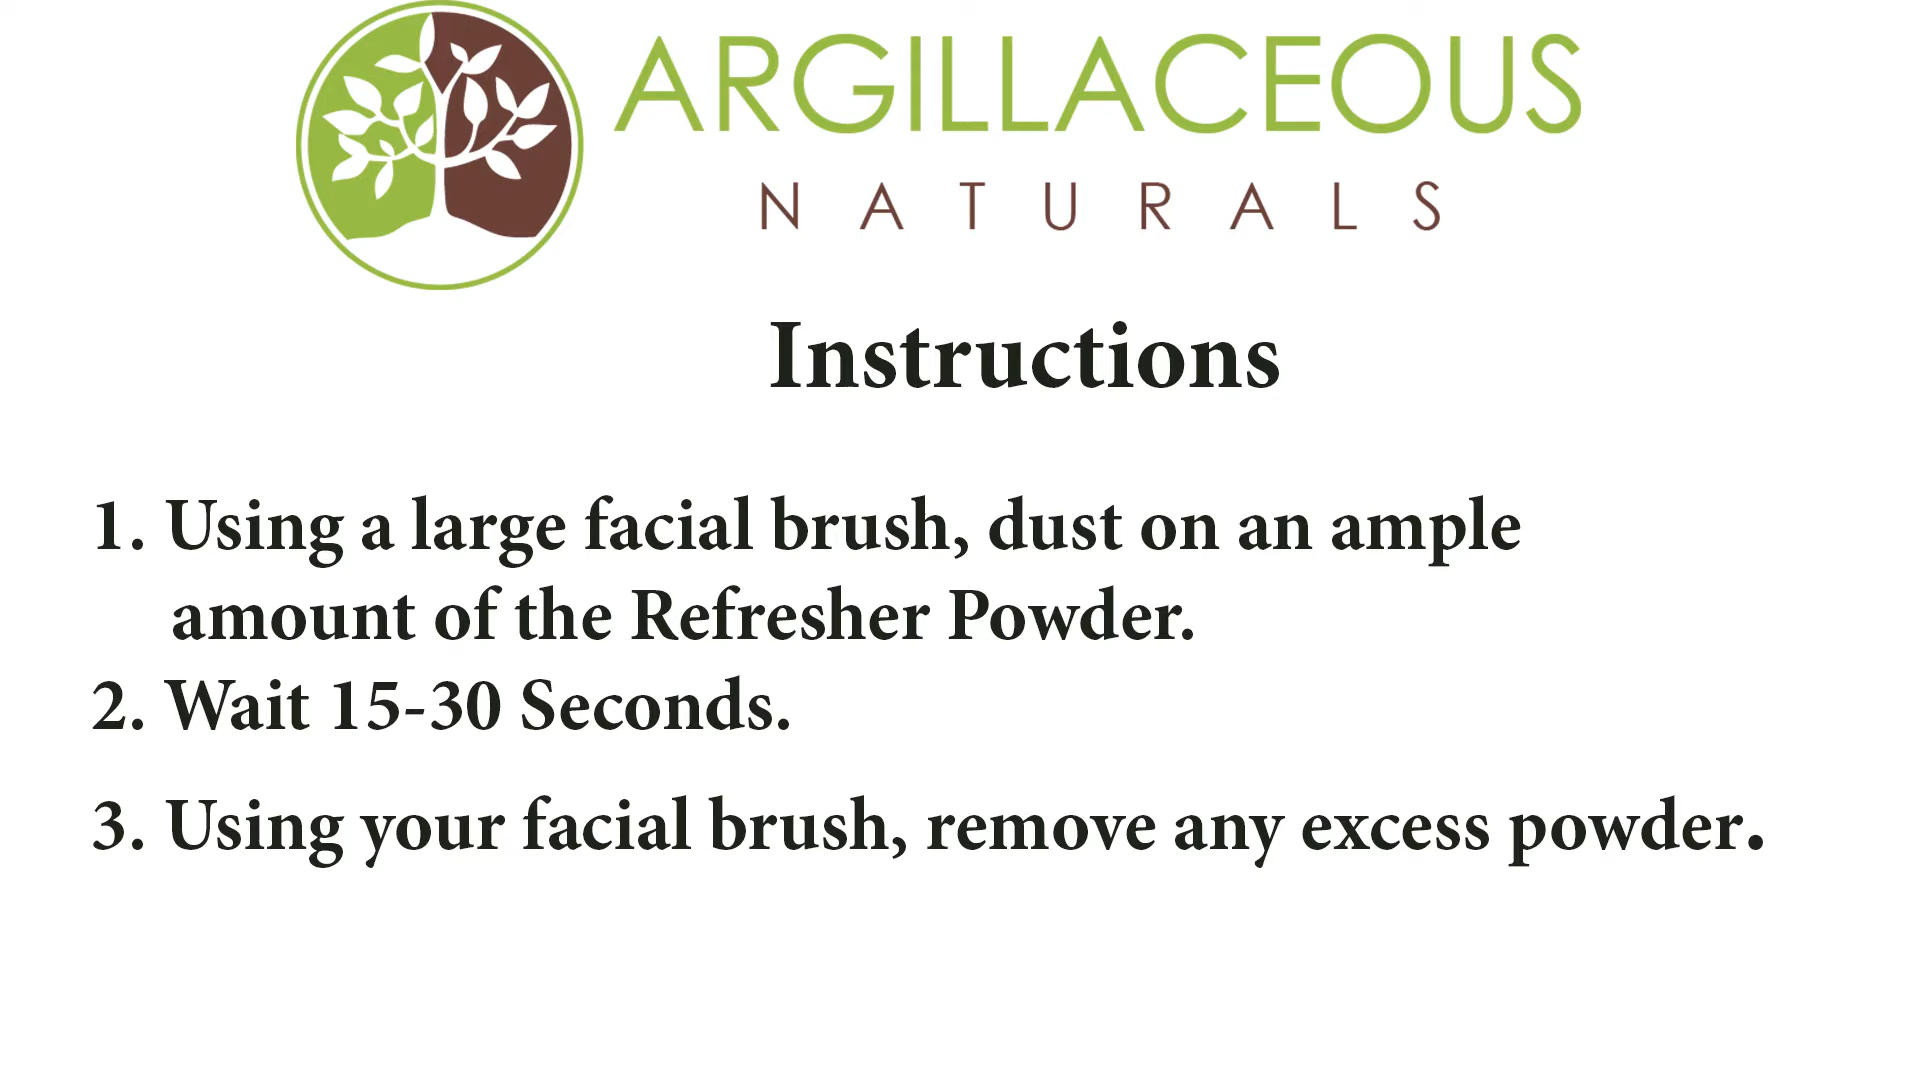 ARGILLACEOUS
NATURALS
Instructions
1. Using a large facial brush, dust on an ample
amount of the Refresher Powder.
2. Wait 15-30 Seconds.
3. Using your facial brush, remove any excess powder.